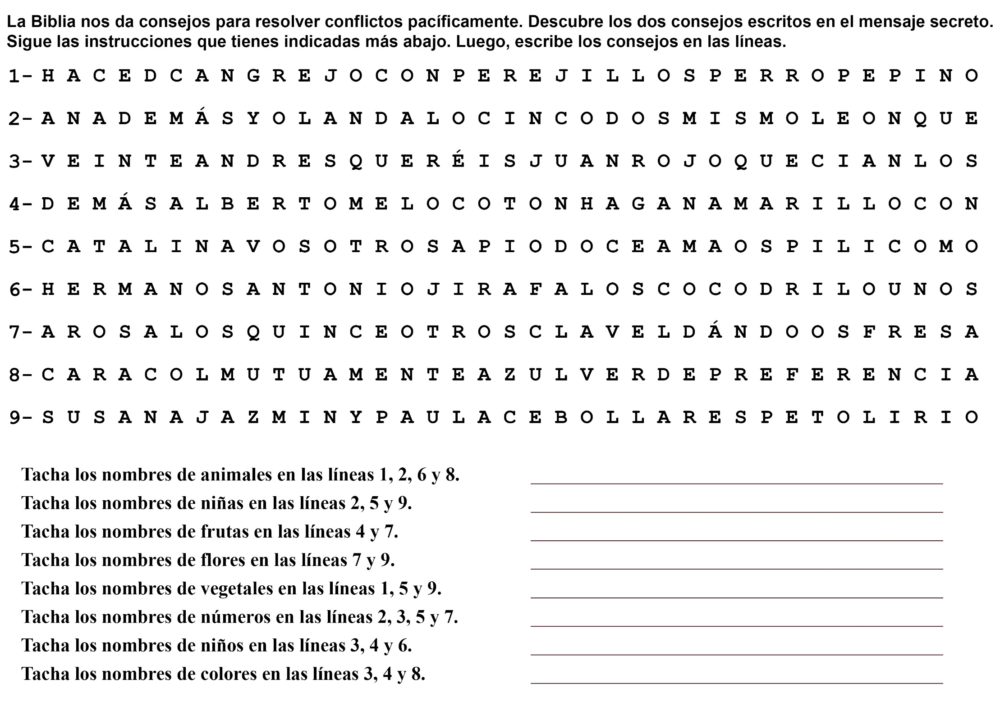 La Biblia nos da consejos para resolver conflictos pacíficamente. Descubre los dos consejos escritos en el mensaje secreto.
Sigue las instrucciones que tienes indicadas más abajo. Luego, escribe los consejos en las líneas.
1- H A C E D C A N G R E J O C O N P E R E J I L L O S P E R R O P E P I N O
2- A N A D E M Á S Y O L A N D A L O C I N C O D O S M I S M O L E O N Q U E
3- V E I N T E A N D R E S Q U E R É I S J U A N R O J O Q U E C I A N L O S
4- D E M Á S A L B E R T O M E L O C O T O N H A G A N A M A R I L L O C O N
5- C A T A L I N A V O S O T R O S A P I O D O C E A M A O S P I L I C O M O
6- H E R M A N O S A N T O N I O J I R A F A L O S C O C O D R I L O U N O S
7- A R O S A L O S Q U I N C E O T R O S C L A V E L D Á N D O O S F R E S A
8- C A R A C O L M U T U A M E N T E A Z U L V E R D E P R E F E R E N C I A
9- S U S A N A J A Z M I N Y P A U L A C E B O L L A R E S P E T O L I R I O
Tacha los nombres de animales en las líneas 1, 2, 6 y 8.
Tacha los nombres de niñas en las líneas 2, 5 y 9.
Tacha los nombres de frutas en las líneas 4 y 7.
Tacha los nombres de flores en las líneas 7 y 9.
Tacha los nombres de vegetales en las líneas 1, 5 y 9.
Tacha los nombres de números en las líneas 2, 3, 5 y 7.
Tacha los nombres de niños en las líneas 3, 4 y 6.
Tacha los nombres de colores en las líneas 3, 4 y 8.